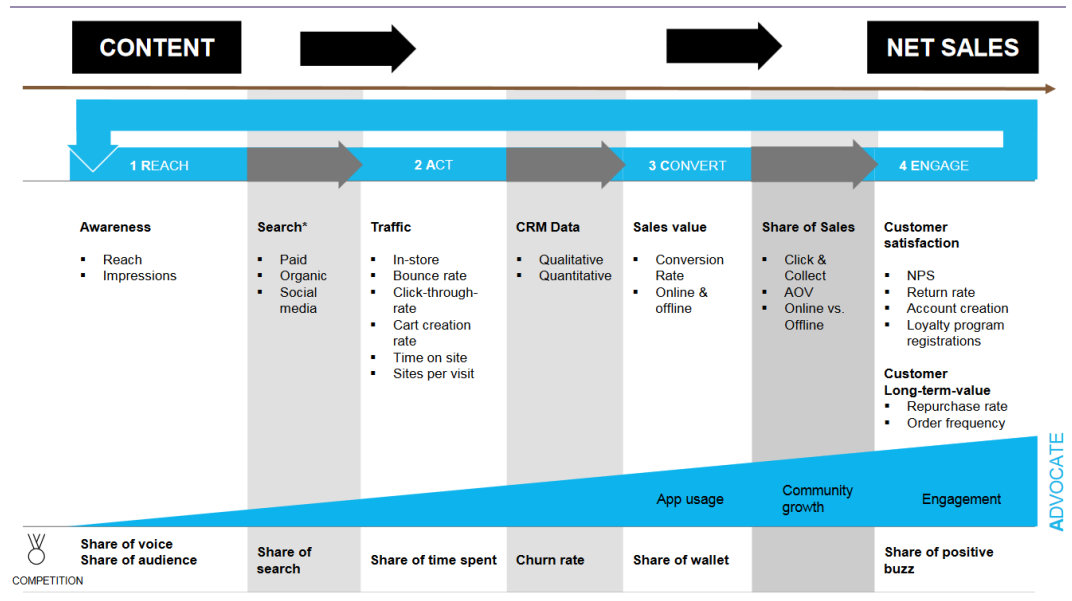 CONTENT
NET SALES
1 REACH
2 ACT
3 CONVERT
4 ENGAGE
Awareness
▪ Reach
▪ Impressions
Search*
▪ Paid
▪ Organic
▪ Social
media
Traffic
▪ In-store
▪ Bounce rate
▪ Click-through-
rate
▪ Cart creation
rate
▪ Time on site
▪ Sites per visit
CRM Data
▪ Qualitative
▪ Quantitative
Sales value
▪ Conversion
Rate
▪ Online &
offline
Share of Sales
▪ Click &
Collect
▪ AOV
▪ Online vs.
Offline
Customer
satisfaction
▪ NPS
▪ Return rate
▪ Account creation
▪ Loyalty program
registrations
Customer
Long-term-value
▪ Repurchase rate
▪ Order frequency
App usage
Community
growth
Engagement
ADVOCATE
COMPETITION
Share of voice
Share of audience
Share of
search
Share of time spent
Churn rate
Share of wallet
Share of positive
buzz